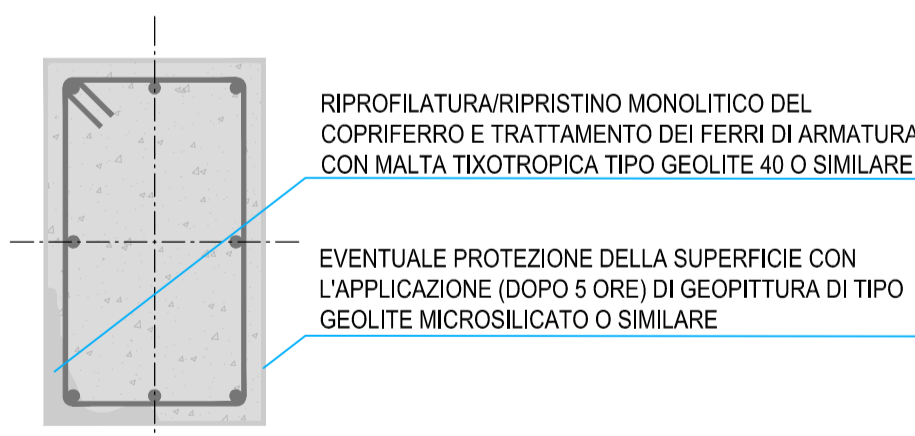 RIPROFILATURA/RIPRISTINO MONOLITICO DEL
COPRIFERRO E TRATTAMENTO DEI FERRI DI ARMATURA
CON MALTA TIXOTROPICA TIPO GEOLITE 40 O SIMILARE
EVENTUALE PROTEZIONE DELLA SUPERFICIE CON
L'APPLICAZIONE (DOPO 5 ORE) DI GEOPITTURA DI TIPO
GEOLITE MICROSILICATO O SIMILARE